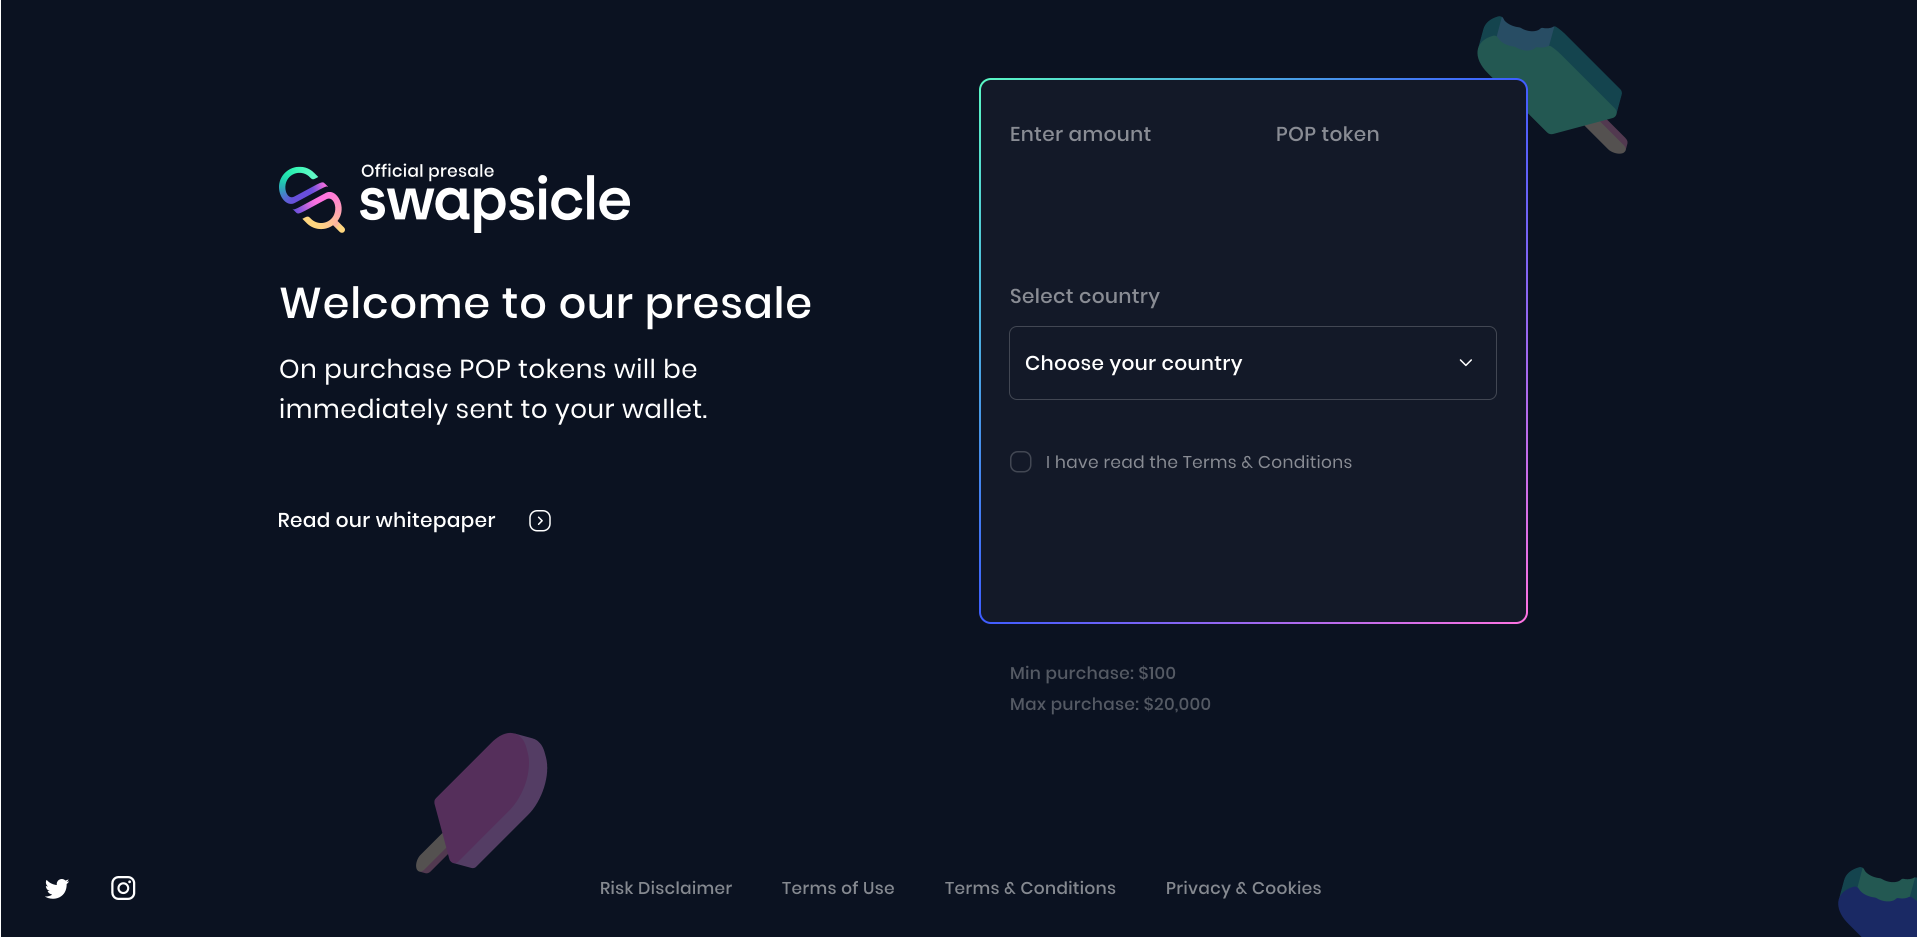 Official presale
swapsicle
Welcome to our presale
On purchase POP tokens will be
immediately sent to your wallet.
Read our whitepaper
Enter amount
POP token
Select country
Choose your country
I have read the Terms & Conditions
Min purchase: $100
Max purchase: $20,000
Risk Disclaimer
Terms of Use
Terms & Conditions
Privacy & Cookies